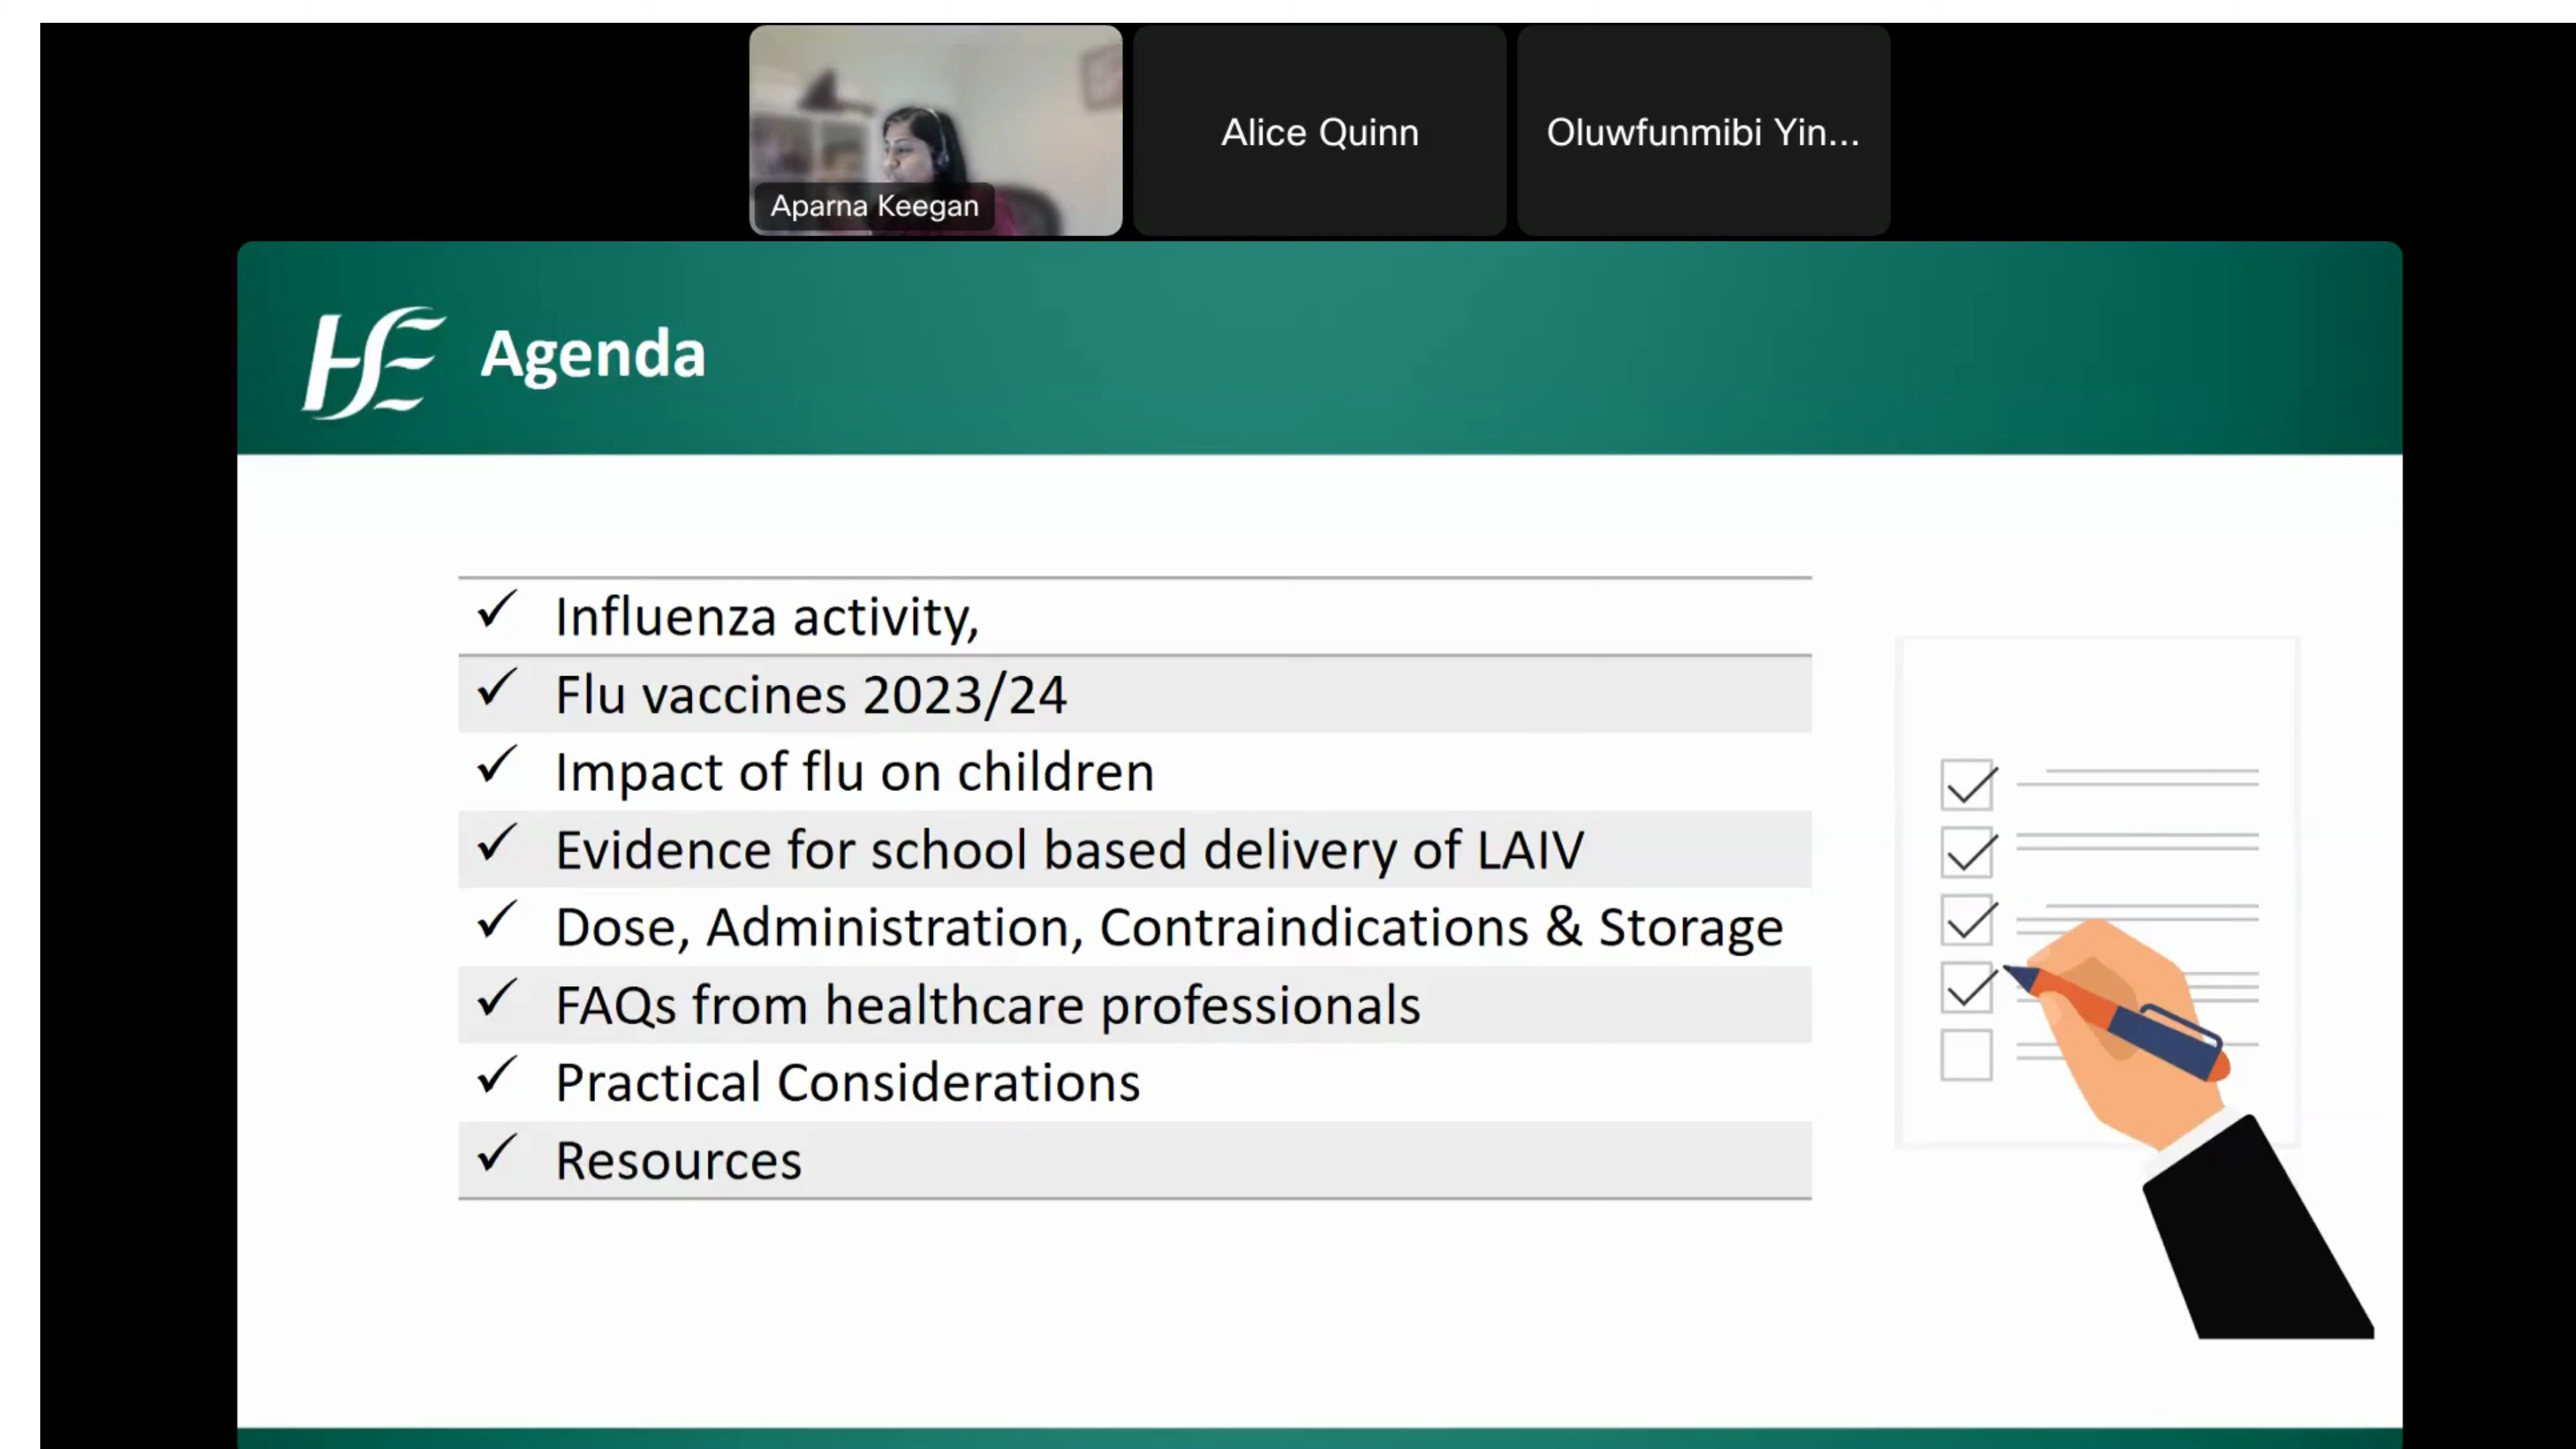 Aparna Keegan
Alice Quinn
Oluwfunmibi Yin...
HSE Agenda
Influenza activity,
Flu vaccines 2023/24
Impact of flu on children
Evidence for school based delivery of LAIV
Dose, Administration, Contraindications & Storage
FAQs from healthcare professionals
Practical Considerations
Resources